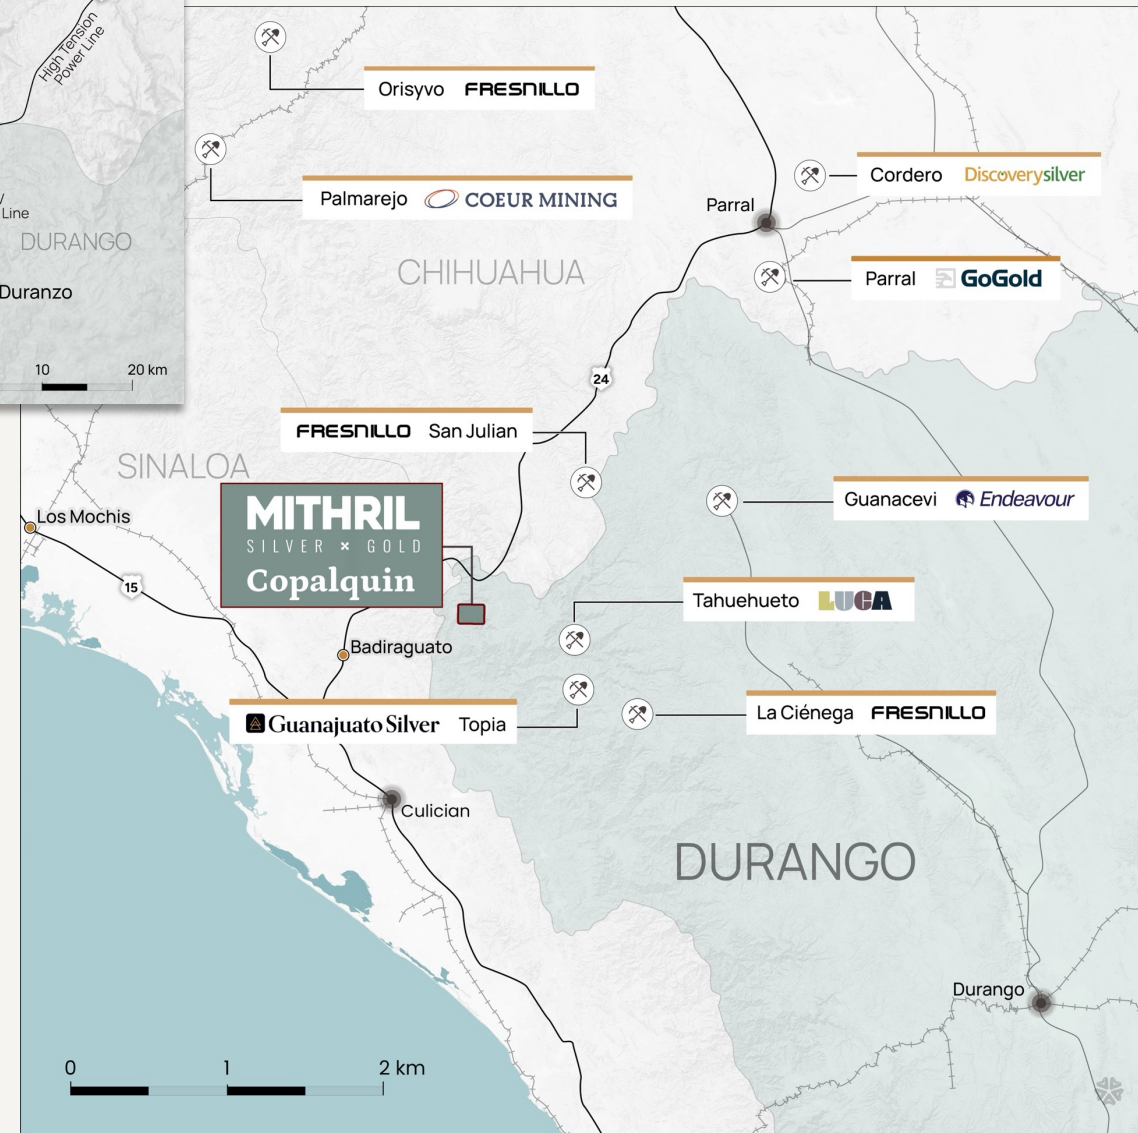 High Tension
Power Line
Line
DURANGO
Duranzo
10 20 km
Orisyvo FRESNILLO
Palmarejo COEUR MINING
Cordero Discoverysilver
Parral
Parral GoGold
CHIHUAHUA
24
FRESNILLO San Julian
SINALOA
MITHRIL
SILVER × GOLD
Copalquin
Guanacevi Endeavour
Los Mochis
15
Tahuehueto LUCA
Badiraguato
Guanajuato Silver Topia
La Ciénega FRESNILLO
Culician
DURANGO
Durango
0 1 2 km